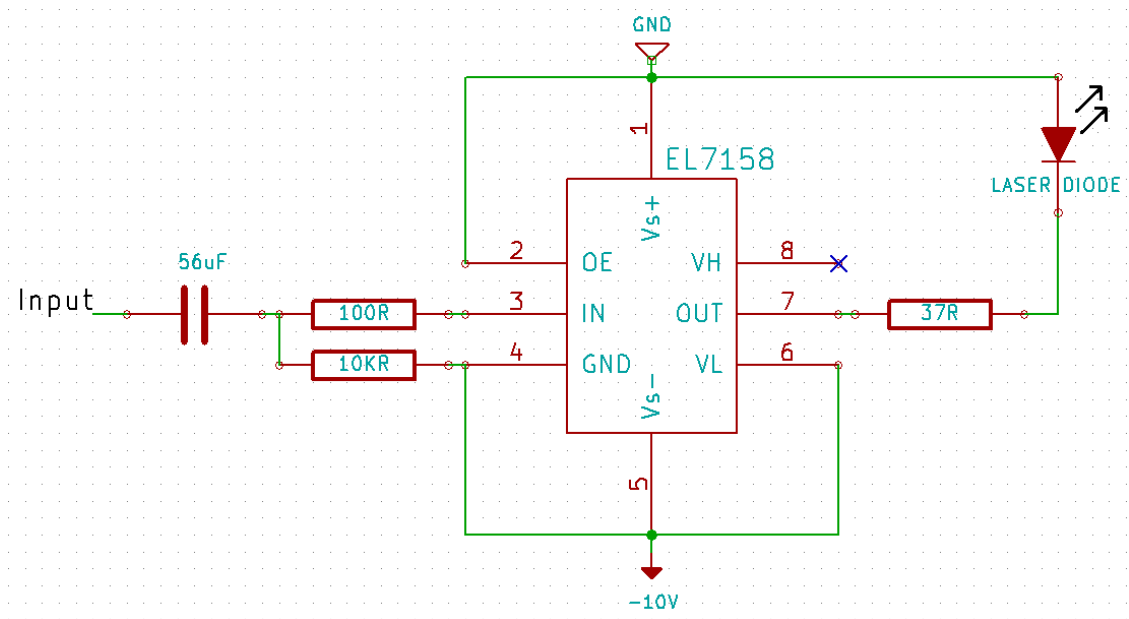 GND
1
EL7158
Vs+
LASER DIODE
2
OE
VH
8
56uF
Input
100R
3
IN
OUT
7
37R
10KR
4
GND
VL
6
Vs-
5
-10V